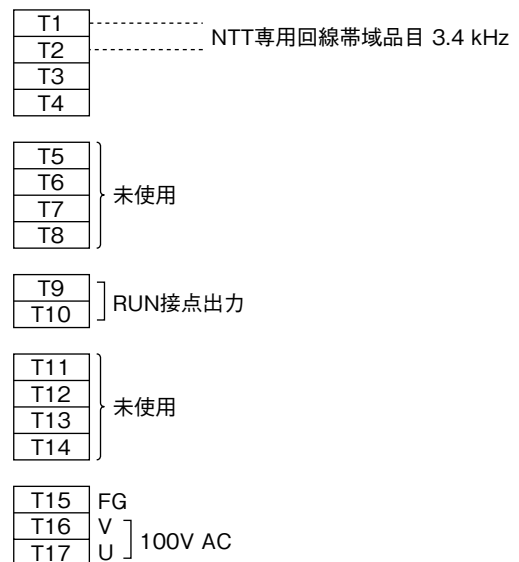 T1
T2
NTT専用回線帯域品目 3.4 kHz
T3
T4
T5
T6
T7
T8
未使用
T9
T10
RUN接点出力
T11
T12
T13
T14
未使用
T15 FG
T16 V
T17 U
100V AC